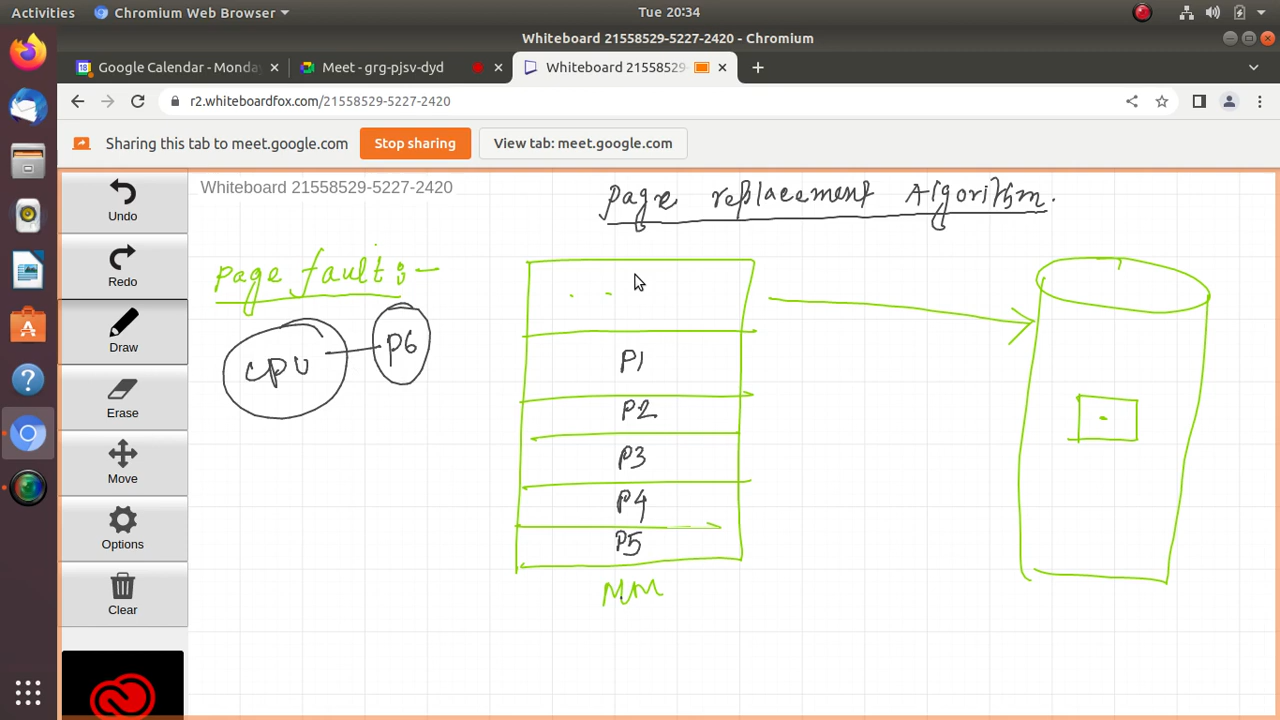 Activities Chromium Web Browser Tue 20:34
Whiteboard 21558529-5227-2420 - Chromium
Google Calendar - Monday Meet - grg-pjsv-dyd Whiteboard 21558529-5227-2420
r2.whiteboardfox.com/21558529-5227-2420
Sharing this tab to meet.google.com Stop sharing View tab: meet.google.com
Whiteboard 21558529-5227-2420
Page replacement Algorithm.
Page fault:-
CPU P6
P1
P2
P3
P4
P5
MM
Undo
Redo
Draw
Erase
Move
Options
Clear